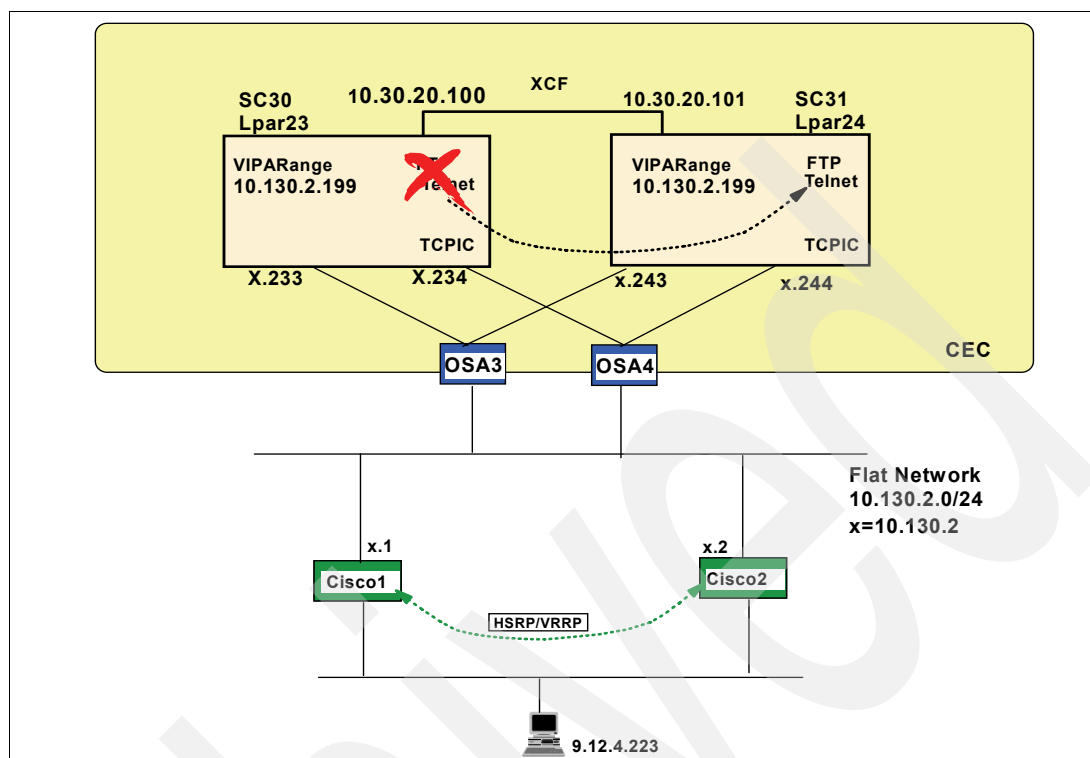 XCF
10.30.20.100
10.30.20.101
SC30
Lpar23
SC31
Lpar24
VIPARange
10.130.2.199
Telnet
TCPIC
VIPARange
10.130.2.199
FTP
Telnet
TCPIC
X.233
X.234
x.243
x.244
OSA3
OSA4
CEC
Flat Network
10.130.2.0/24
x=10.130.2
x.1
x.2
Cisco1
Cisco2
HSRP/VRRP
9.12.4.223